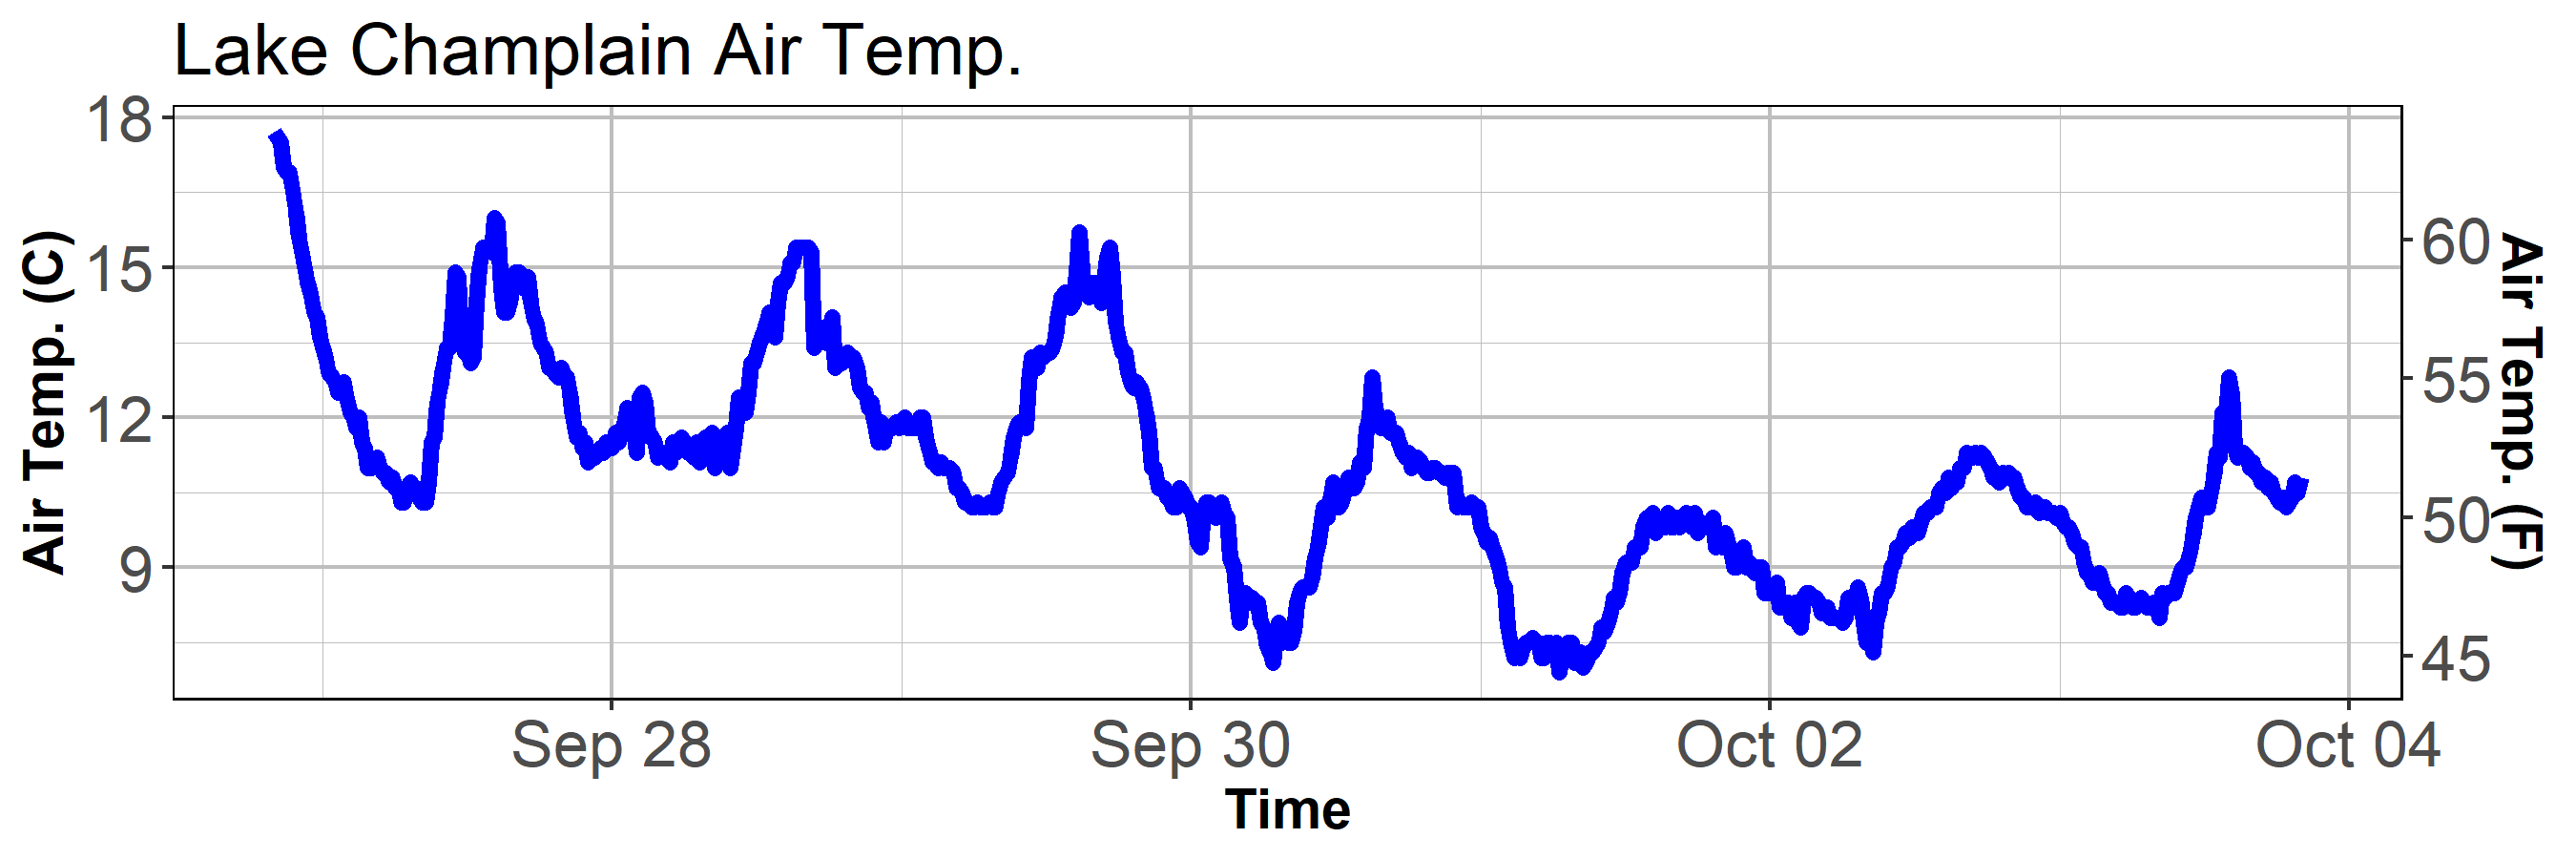 Lake Champlain Air Temp.
18
15
12
9
Air Temp. (C)
60
55
50
45
Air Temp. (F)
Sep 28
Sep 30
Oct 02
Oct 04
Time